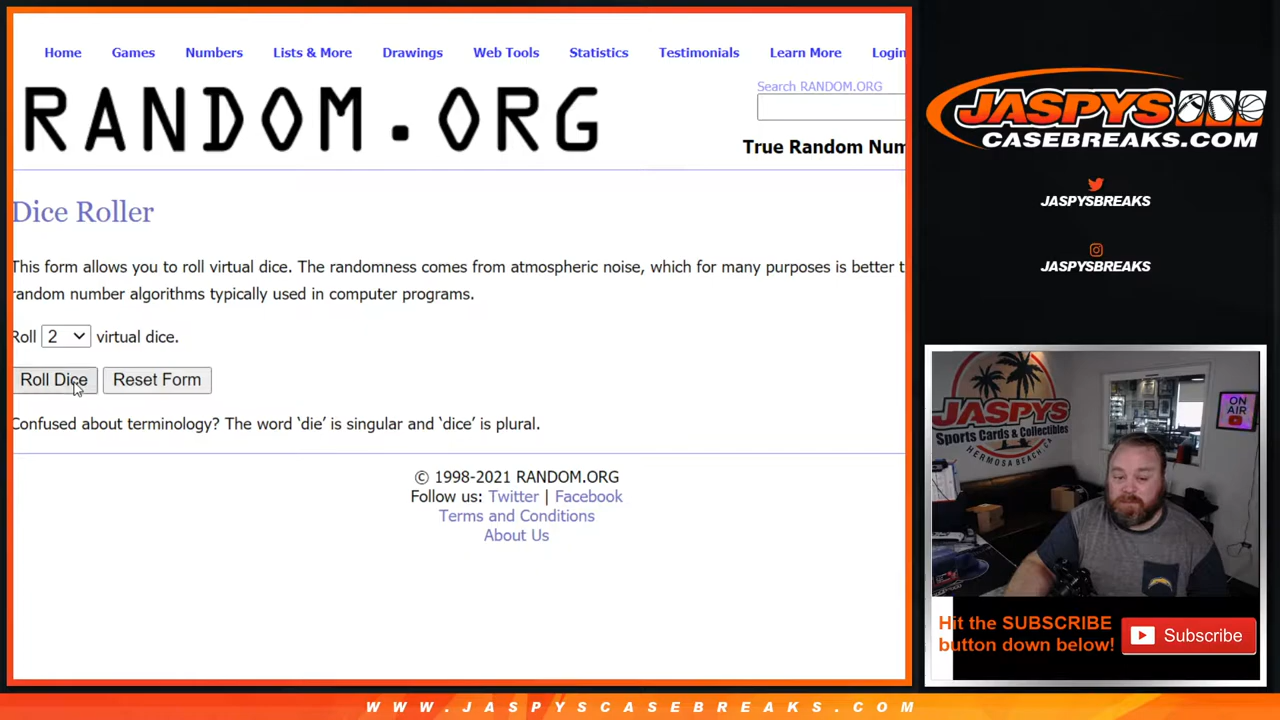 Home Games Numbers Lists & More Drawings Web Tools Statistics Testimonials Learn More Login
RANDOM.ORG
Search RANDOM.ORG
True Random Num
Dice Roller
This form allows you to roll virtual dice. The randomness comes from atmospheric noise, which for many purposes is better t
random number algorithms typically used in computer programs.
Roll 2 virtual dice.
Roll Dice Reset Form
Confused about terminology? The word ‘die’ is singular and ‘dice’ is plural.
© 1998-2021 RANDOM.ORG
Follow us: Twitter | Facebook
Terms and Conditions
About Us
JASPYS
CASEBREAKS.COM
JASPYSBREAKS
JASPYSBREAKS
JASPYS
Sports Cards & Collectibles
HERMOSA BEACH, CA
ON
AIR
Hit the SUBSCRIBE
button down below!
Subscribe
WWW.JASPYSCASEBREAKS.COM